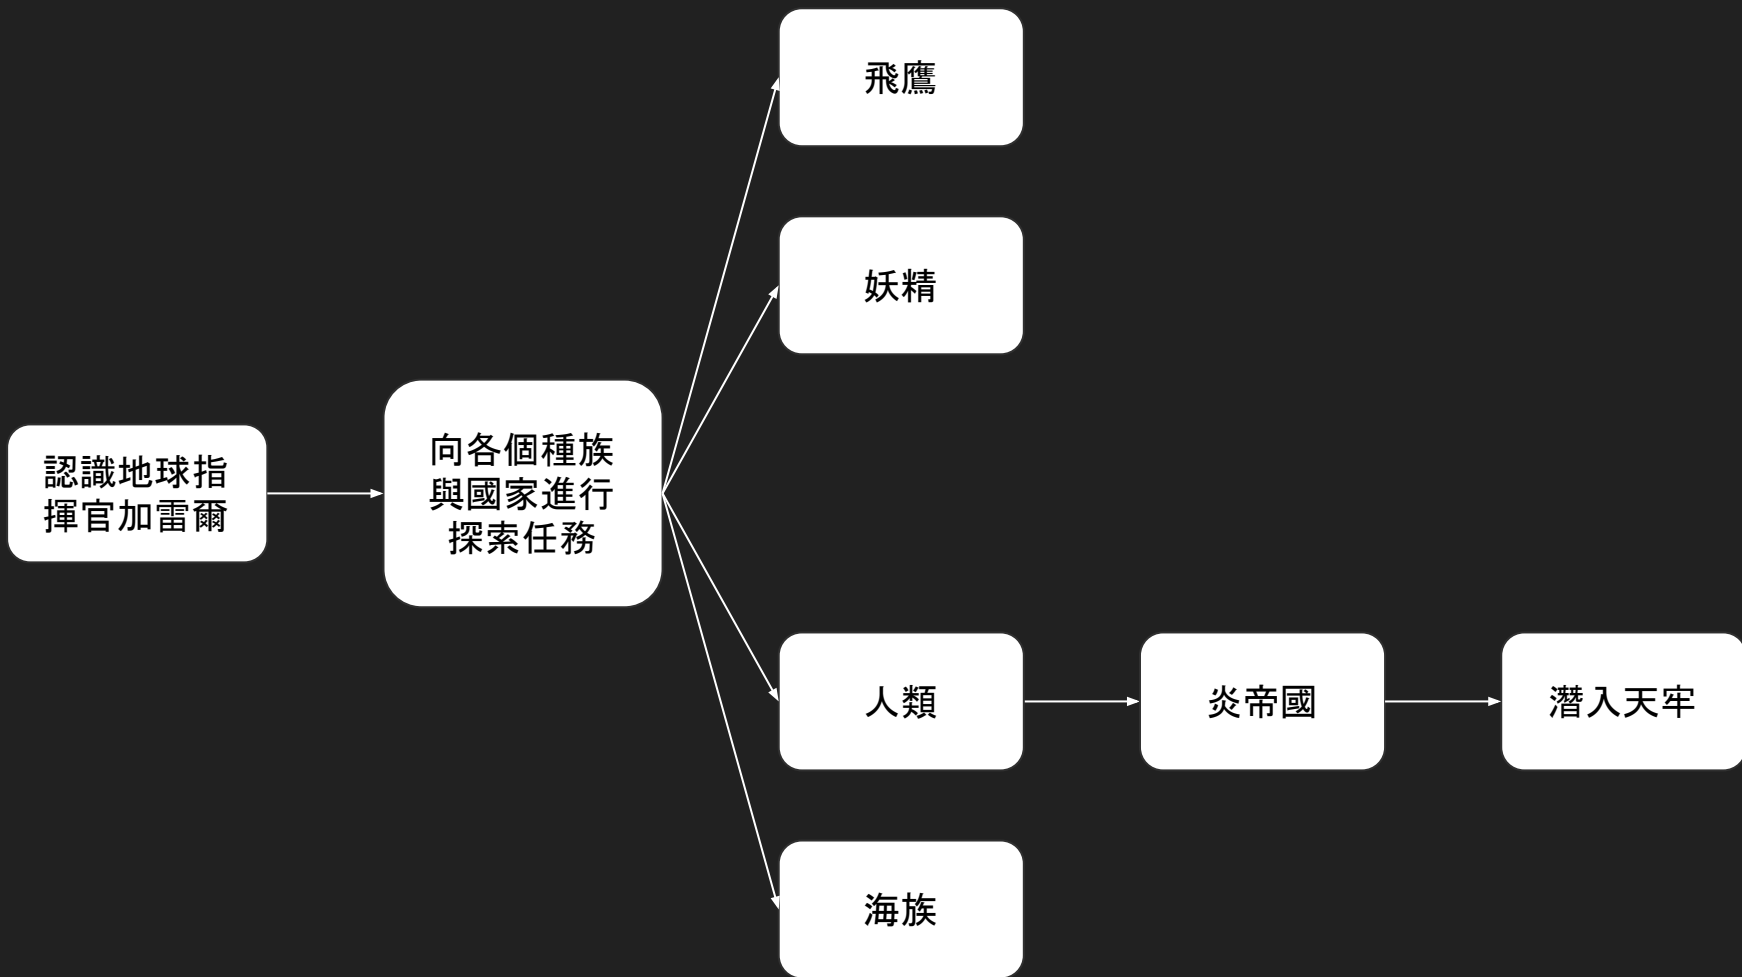 認識地球指
揮官加雷爾
向各個種族
與國家進行
探索任務
飛鷹
妖精
人類
炎帝國
潛入天牢
海族